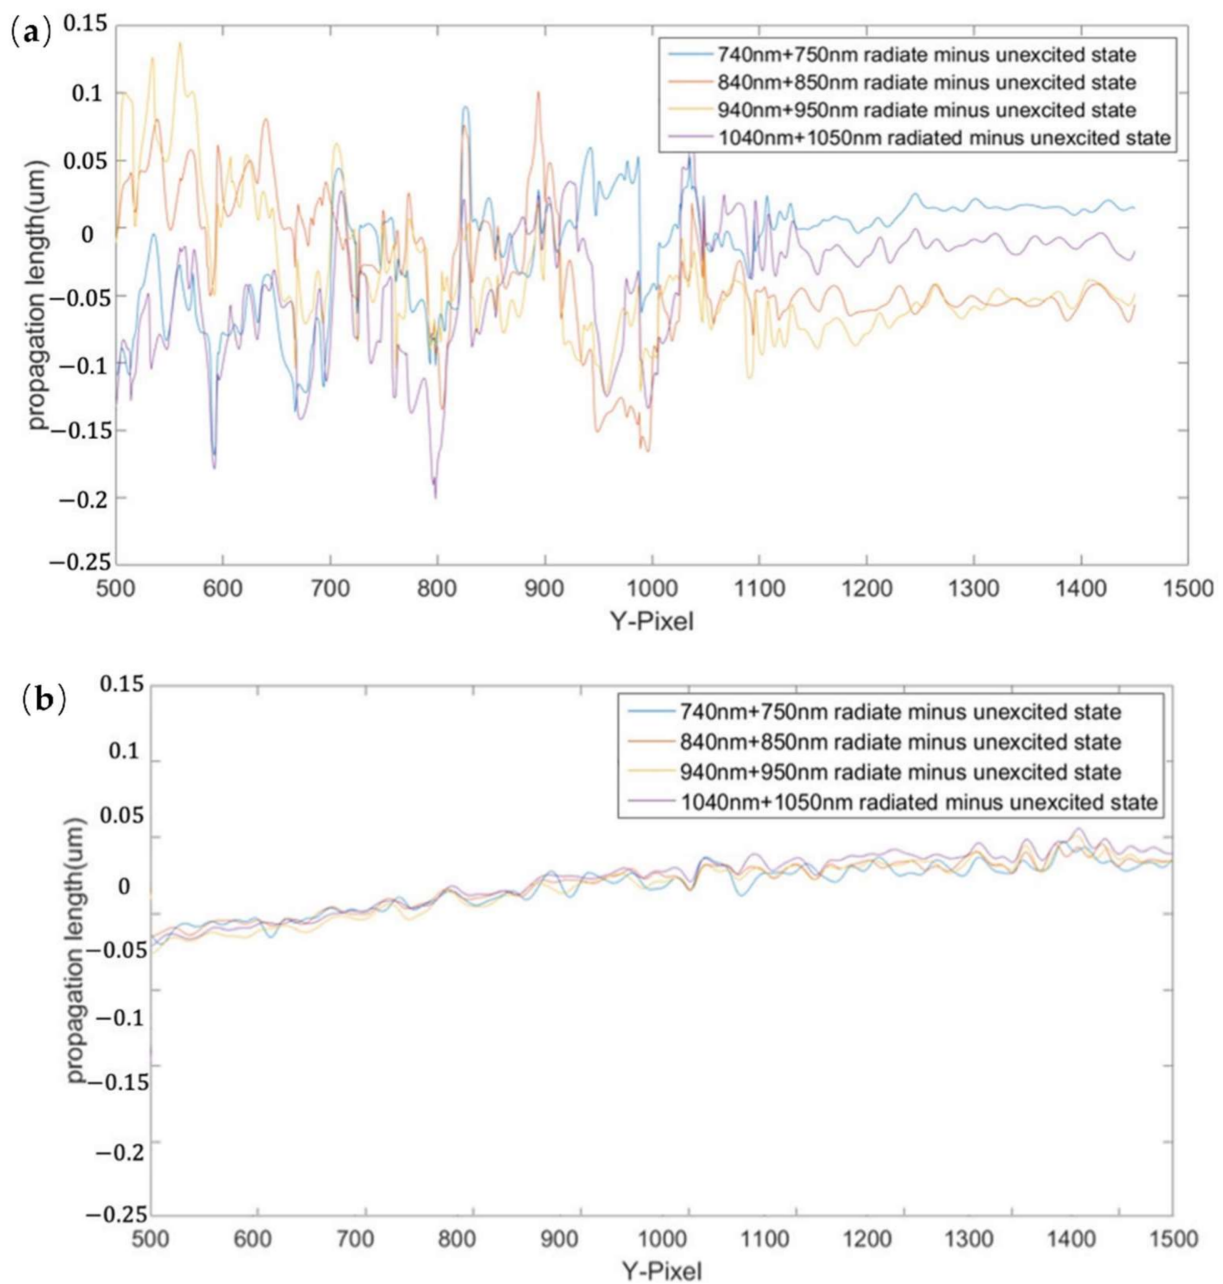 (a)
0.15
0.1
0.05
0
−0.05
−0.1
−0.15
−0.2
−0.25
propagation length(um)
740nm+750nm radiate minus unexcited state
840nm+850nm radiate minus unexcited state
940nm+950nm radiate minus unexcited state
1040nm+1050nm radiated minus unexcited state
500 600 700 800 900 1000 1100 1200 1300 1400 1500
Y-Pixel
(b)
0.15
0.1
0.05
0
−0.05
−0.1
−0.15
−0.2
−0.25
propagation length(um)
740nm+750nm radiate minus unexcited state
840nm+850nm radiate minus unexcited state
940nm+950nm radiate minus unexcited state
1040nm+1050nm radiated minus unexcited state
500 600 700 800 900 1000 1100 1200 1300 1400 1500
Y-Pixel